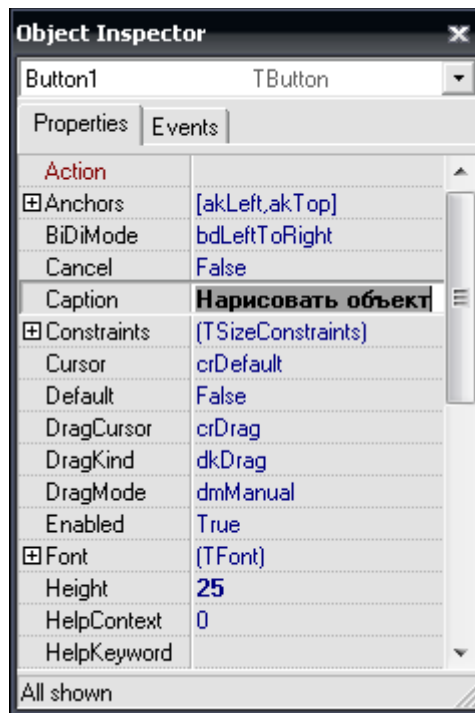 Object Inspector
Button1 TButton
Properties Events
Action
Anchors [akLeft,akTop]
BiDiMode bdLeftToRight
Cancel False
Caption Нарисовать объект
Constraints (TSizeConstraints)
Cursor crDefault
Default False
DragCursor crDrag
DragKind dkDrag
DragMode dmManual
Enabled True
Font (TFont)
Height 25
HelpContext 0
HelpKeyword
All shown